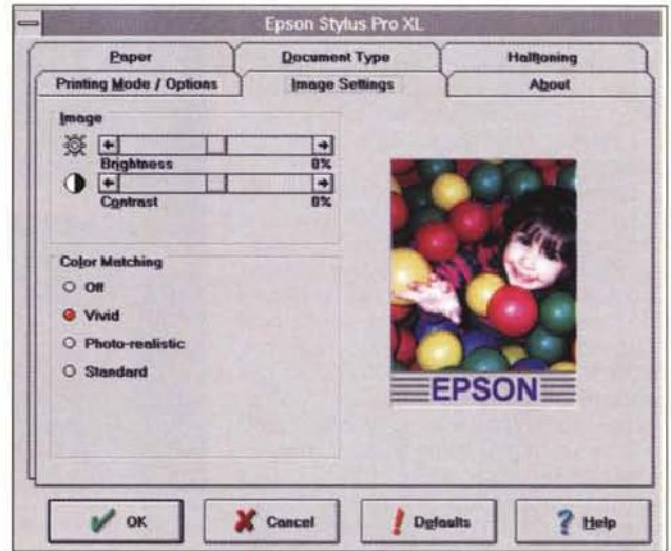 Epson Stylus Pro XL
Paper
Document Type
Halftoning
Printing Mode / Options
Image Settings
About
Image
Brightness
0%
Contrast
0%
Color Matching
Off
Vivid
Photo-realistic
Standard
EPSON
OK
Cancel
Defaults
Help